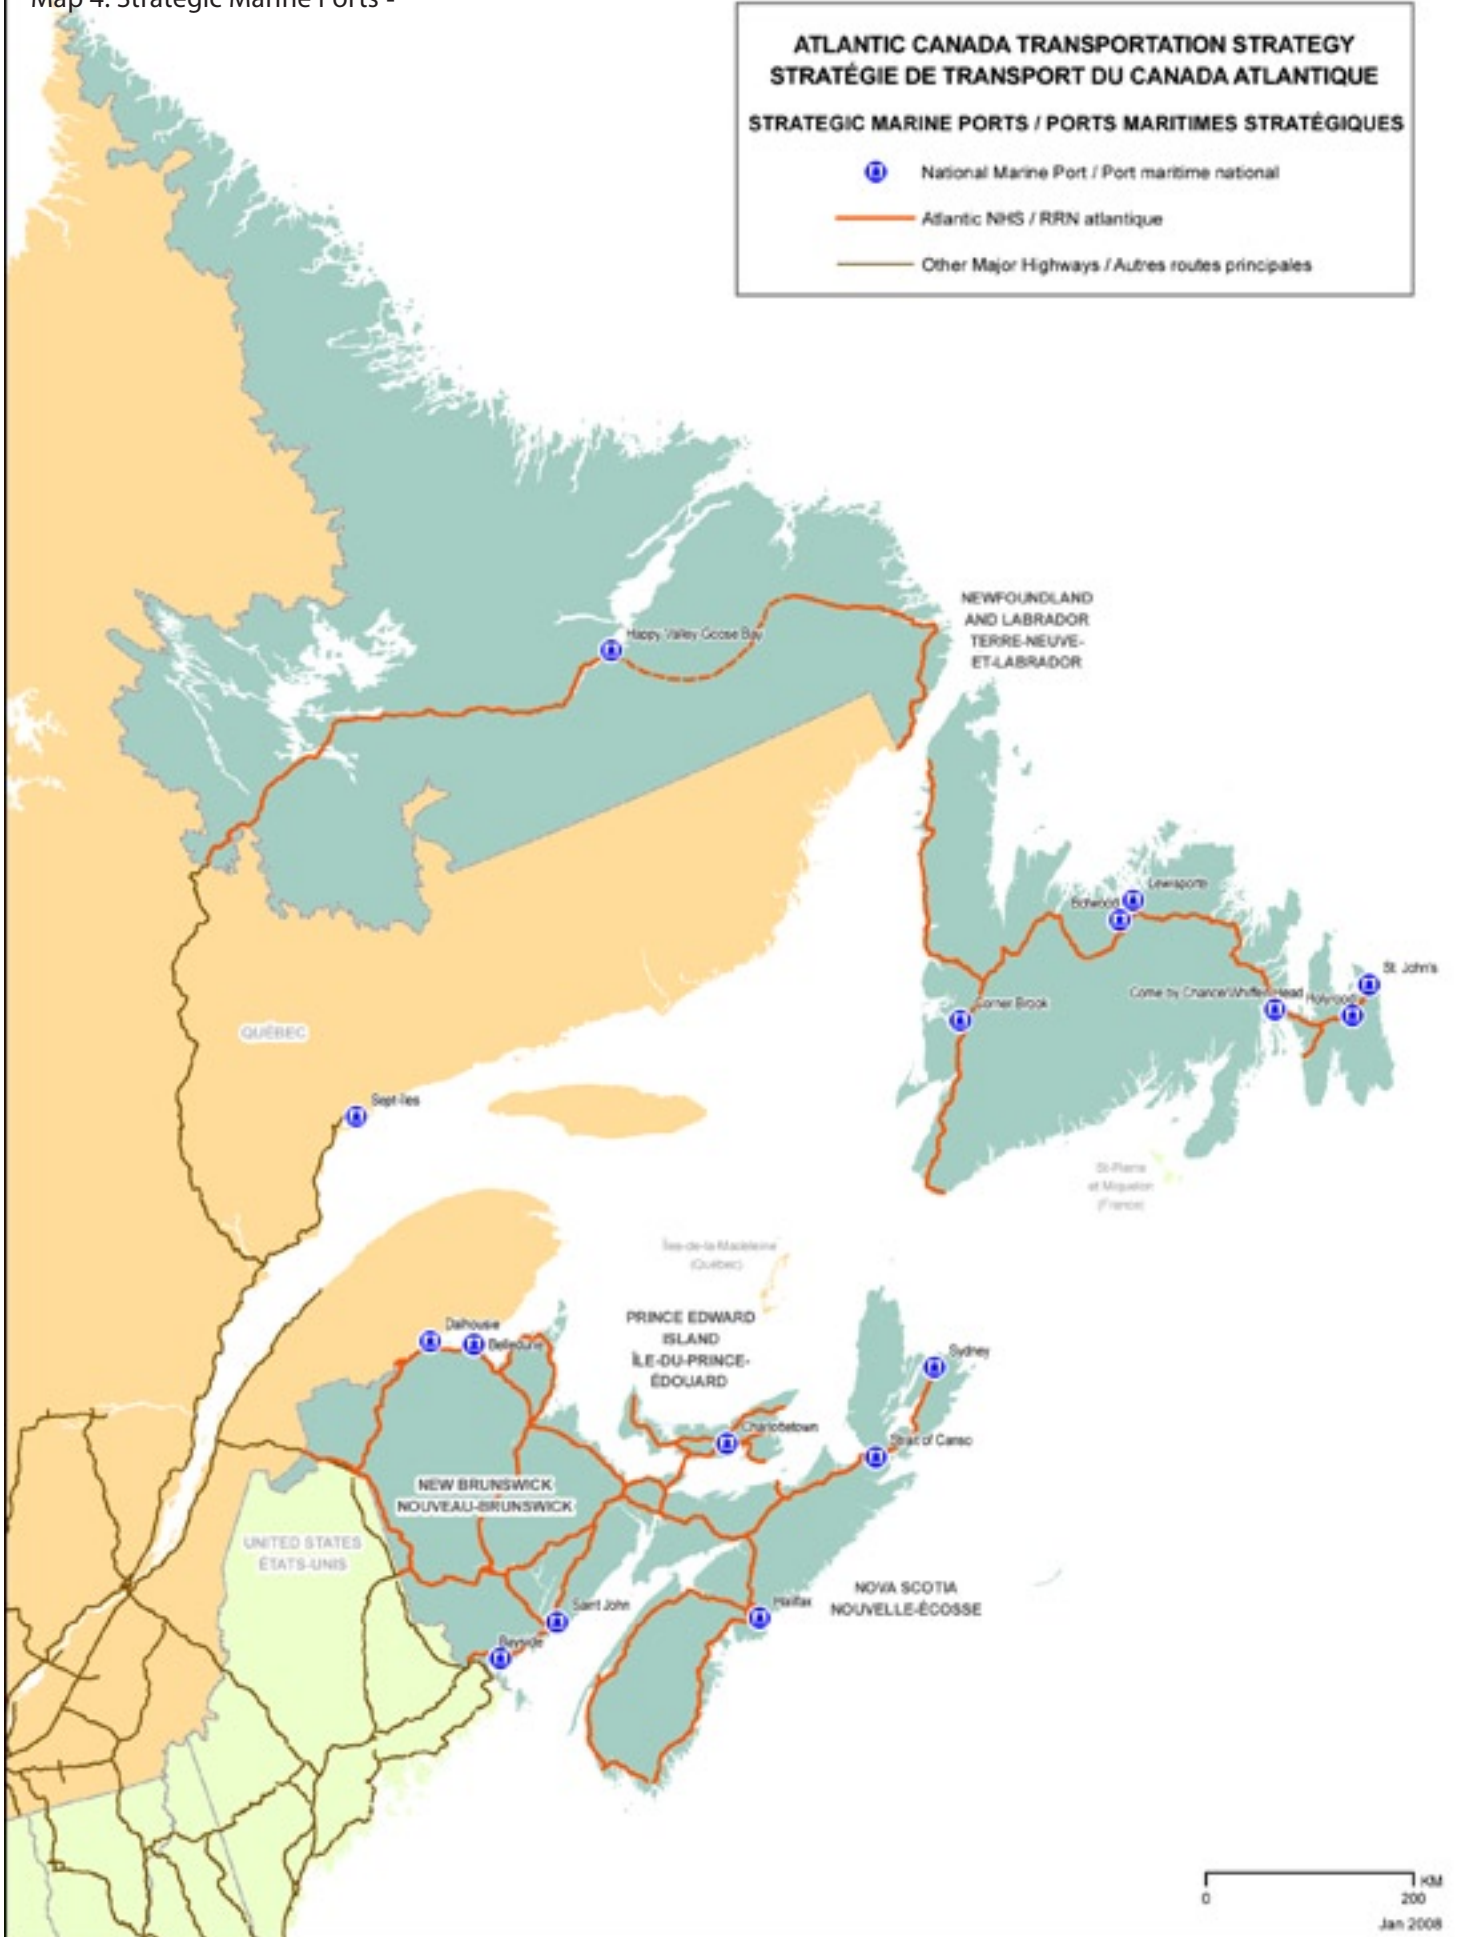 Map 4: Strategic Marine Ports -
ATLANTIC CANADA TRANSPORTATION STRATEGY
STRATÉGIE DE TRANSPORT DU CANADA ATLANTIQUE
STRATEGIC MARINE PORTS / PORTS MARITIMES STRATÉGIQUES
National Marine Port / Port maritime national
Atlantic NHS / RRN atlantique
Other Major Highways / Autres routes principales
NEWFOUNDLAND
AND LABRADOR
TERRE-NEUVE-
ET-LABRADOR
Happy Valley Goose Bay
Lewisporte
Botwood
St. John's
Come by Chance/Whiffen Head
Holyrood
Corner Brook
QUÉBEC
Sept-Îles
St-Pierre
et Miquelon
(France)
Îles-de-la-Madeleine
(Québec)
PRINCE EDWARD
ISLAND
ÎLE-DU-PRINCE-
ÉDOUARD
Dalhousie
Belledune
Sydney
Charlottetown
Strait of Canso
NEW BRUNSWICK
NOUVEAU-BRUNSWICK
UNITED STATES
ÉTATS-UNIS
NOVA SCOTIA
NOUVELLE-ÉCOSSE
Saint John
Halifax
Bayside
KM
0 200
Jan 2008